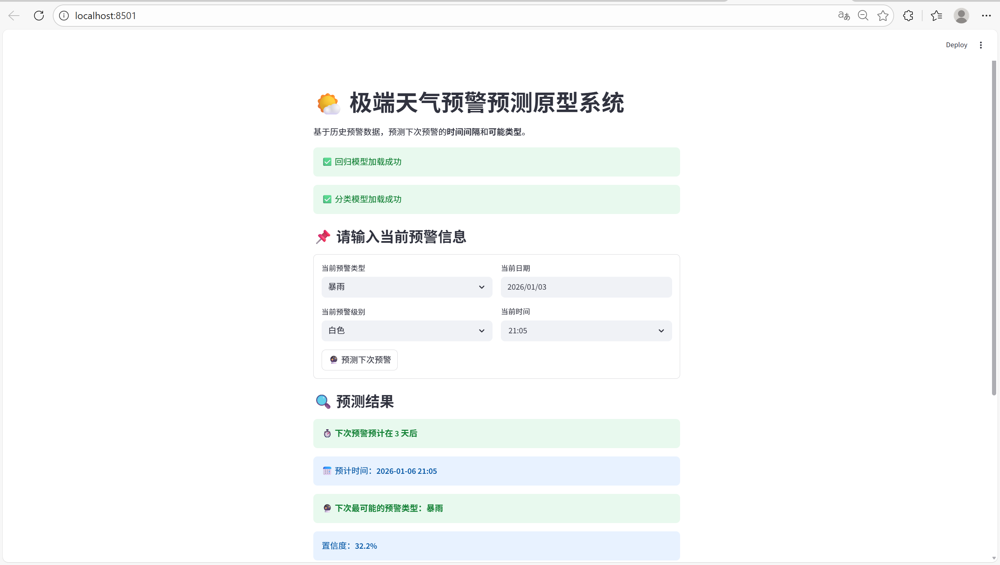 localhost:8501
Deploy
极端天气预警预测原型系统
基于历史预警数据，预测下次预警的时间间隔和可能类型。
回归模型加载成功
分类模型加载成功
请输入当前预警信息
当前预警类型
当前日期
暴雨
2026/01/03
当前预警级别
当前时间
白色
21:05
预测下次预警
预测结果
下次预警预计在 3 天后
预计时间：2026-01-06 21:05
下次最可能的预警类型：暴雨
置信度：32.2%